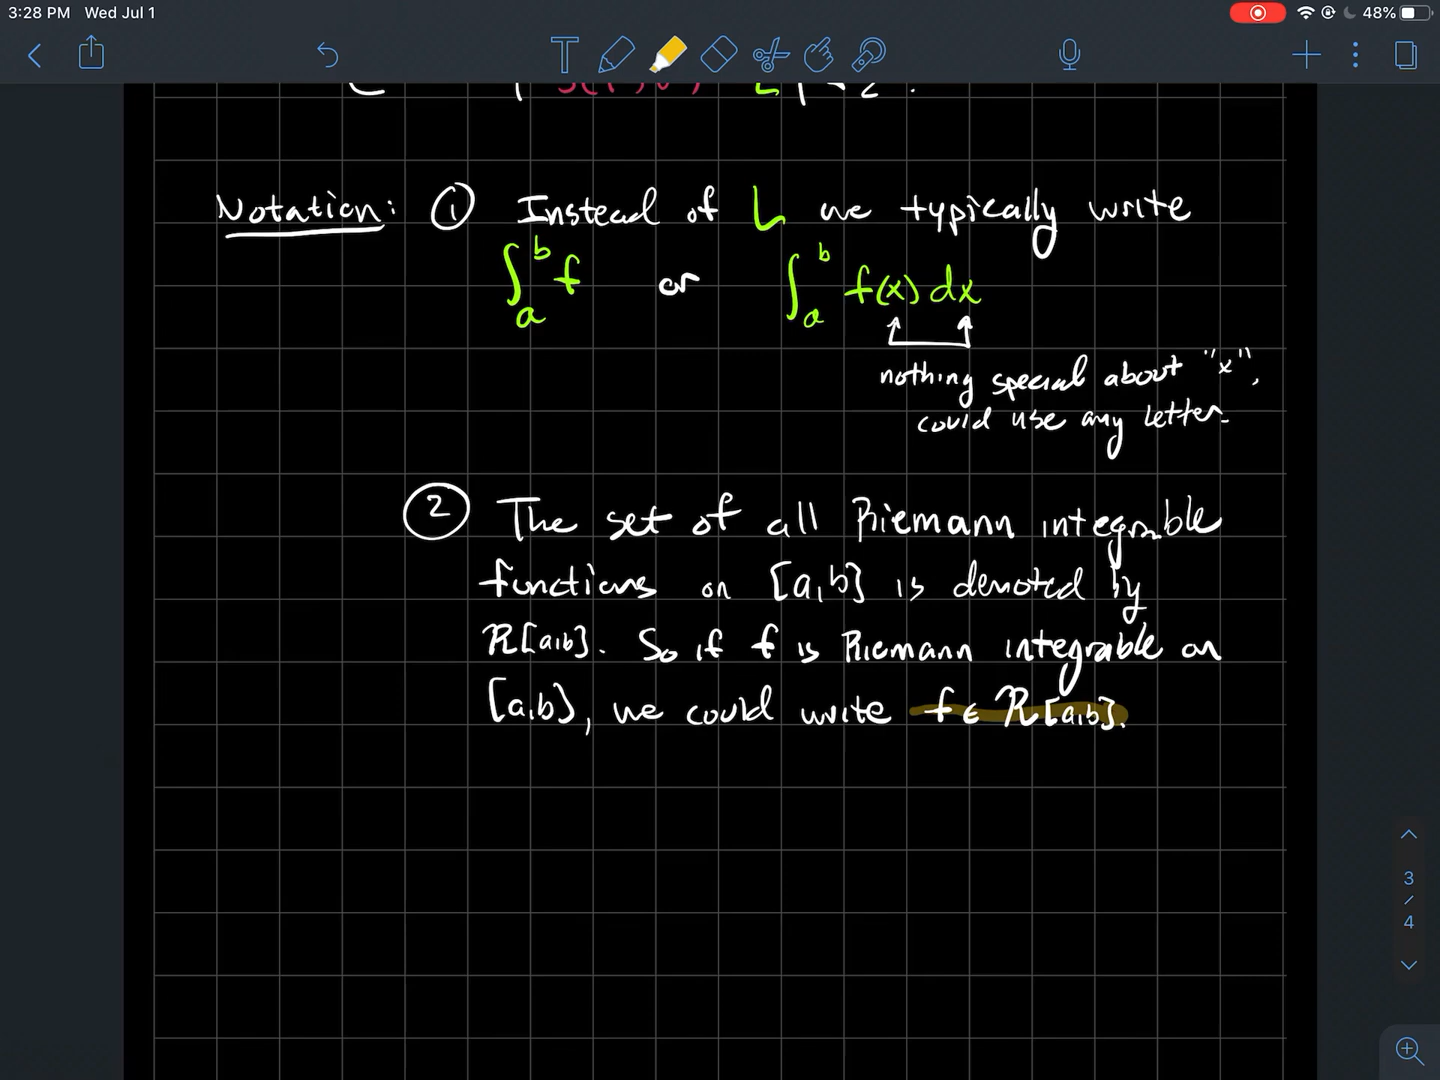 3:28 PM Wed Jul 1
48%
Notation: ① Instead of L we typically write
∫_a^b f or ∫_a^b f(x) dx
nothing special about "x",
could use any letter.
② The set of all Riemann integrable
functions on [a,b] is denoted by
R[a,b]. So if f is Riemann integrable on
[a,b], we could write f ∈ R[a,b].
3
/
4